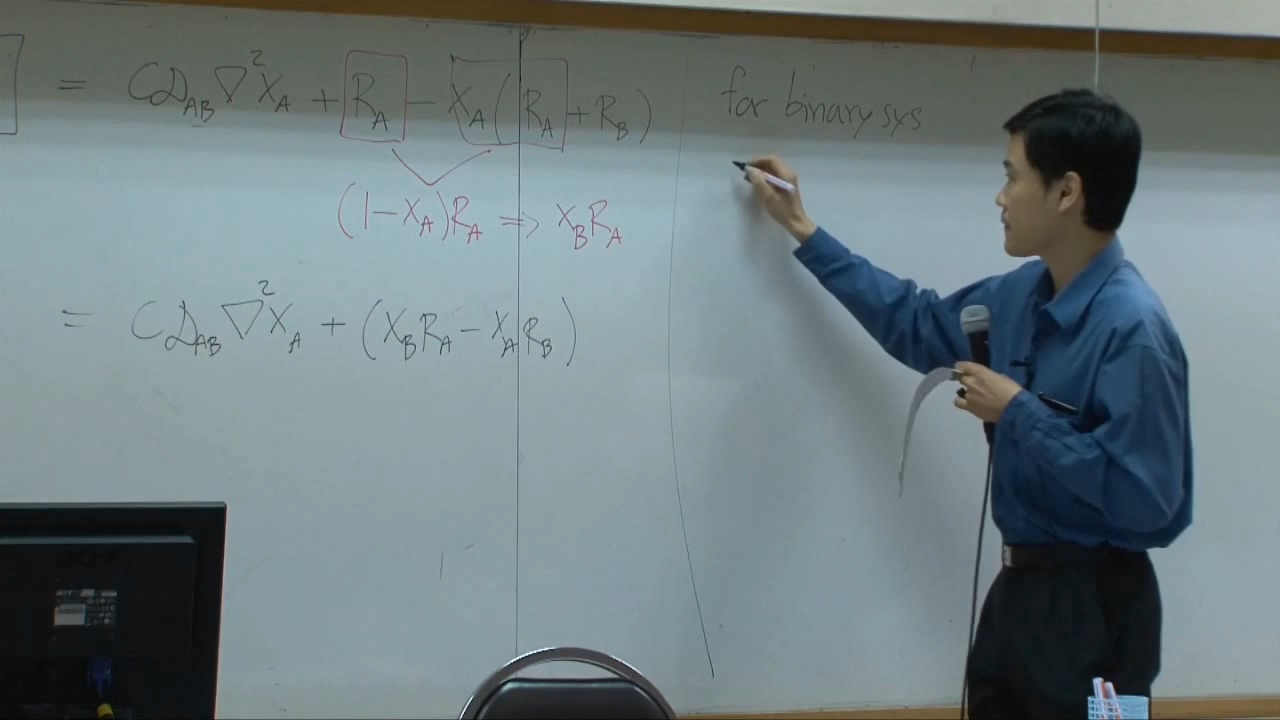 = C𝒟_AB ∇²x_A + R_A − x_A(R_A + R_B)
for binary sys
(1−x_A)R_A ⇒ x_B R_A
= C𝒟_AB ∇²x_A + (x_B R_A − x_A R_B)